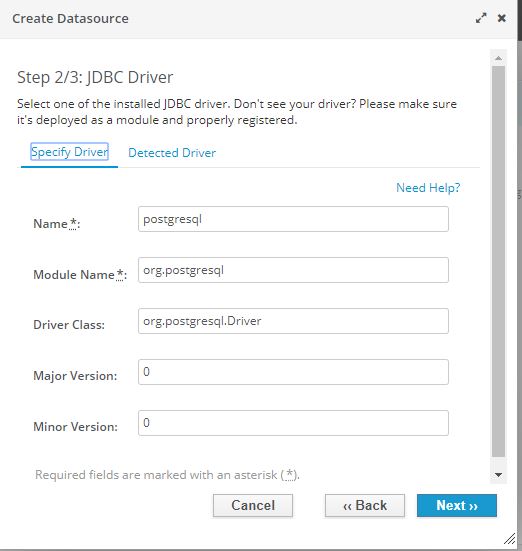 Create Datasource
Step 2/3: JDBC Driver
Select one of the installed JDBC driver. Don't see your driver? Please make sure
it's deployed as a module and properly registered.
Specify Driver Detected Driver
Need Help?
Name*: postgresql
Module Name*: org.postgresql
Driver Class: org.postgresql.Driver
Major Version: 0
Minor Version: 0
Required fields are marked with an asterisk (*).
Cancel ‹‹ Back Next ››